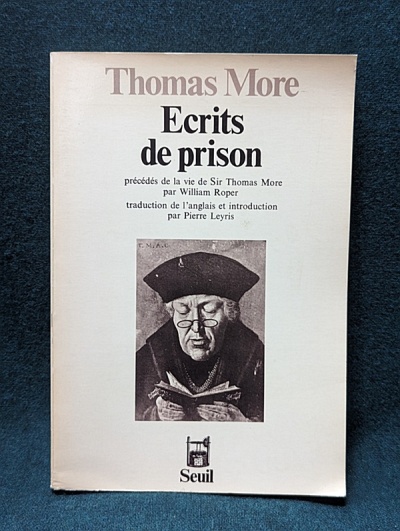 Thomas More
Ecrits
de prison
précédés de la vie de Sir Thomas More
par William Roper
traduction de l'anglais et introduction
par Pierre Leyris
Seuil